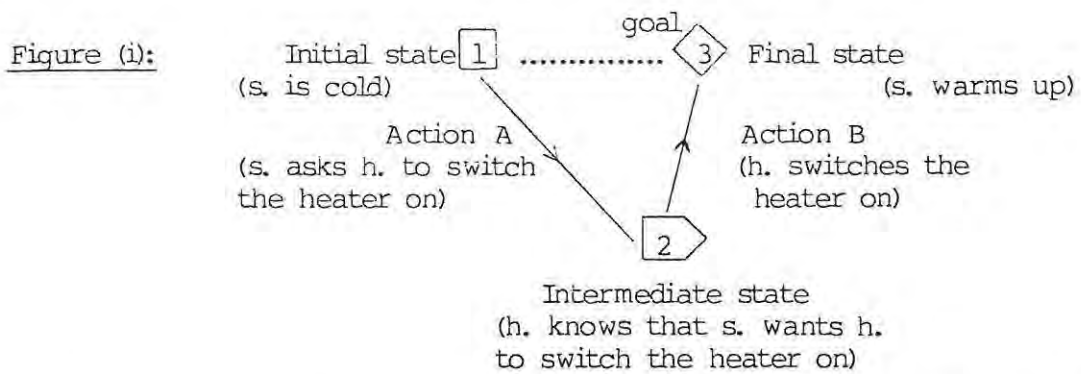 goal
Figure (i): Initial state 1 ............... 3 Final state
(s. is cold) (s. warms up)
Action A Action B
(s. asks h. to switch (h. switches the
the heater on) heater on)
2
Intermediate state
(h. knows that s. wants h.
to switch the heater on)